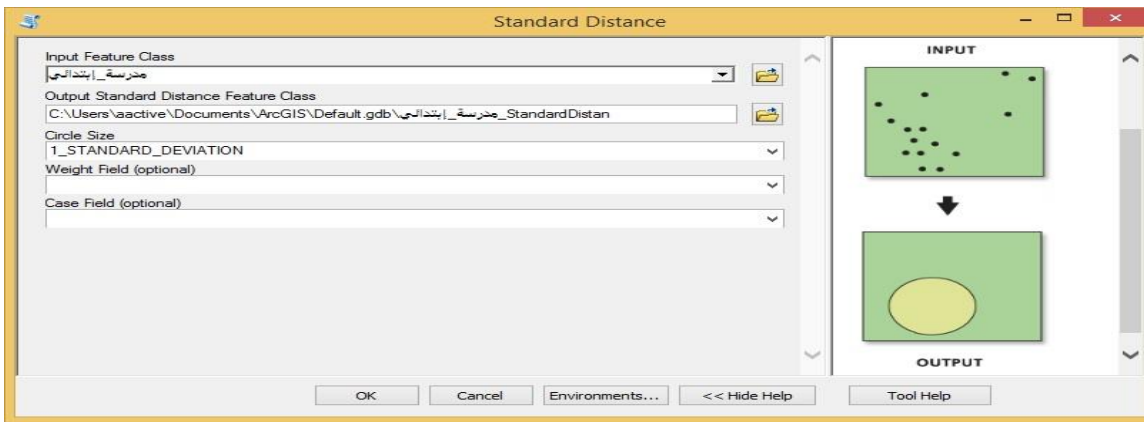 Standard Distance
Input Feature Class
مدرسة_إبتدائي
Output Standard Distance Feature Class
C:\Users\aactive\Documents\ArcGIS\Default.gdb\مدرسة_إبتدائي_StandardDistan
Circle Size
1_STANDARD_DEVIATION
Weight Field (optional)
Case Field (optional)
INPUT
OUTPUT
OK Cancel Environments... << Hide Help Tool Help